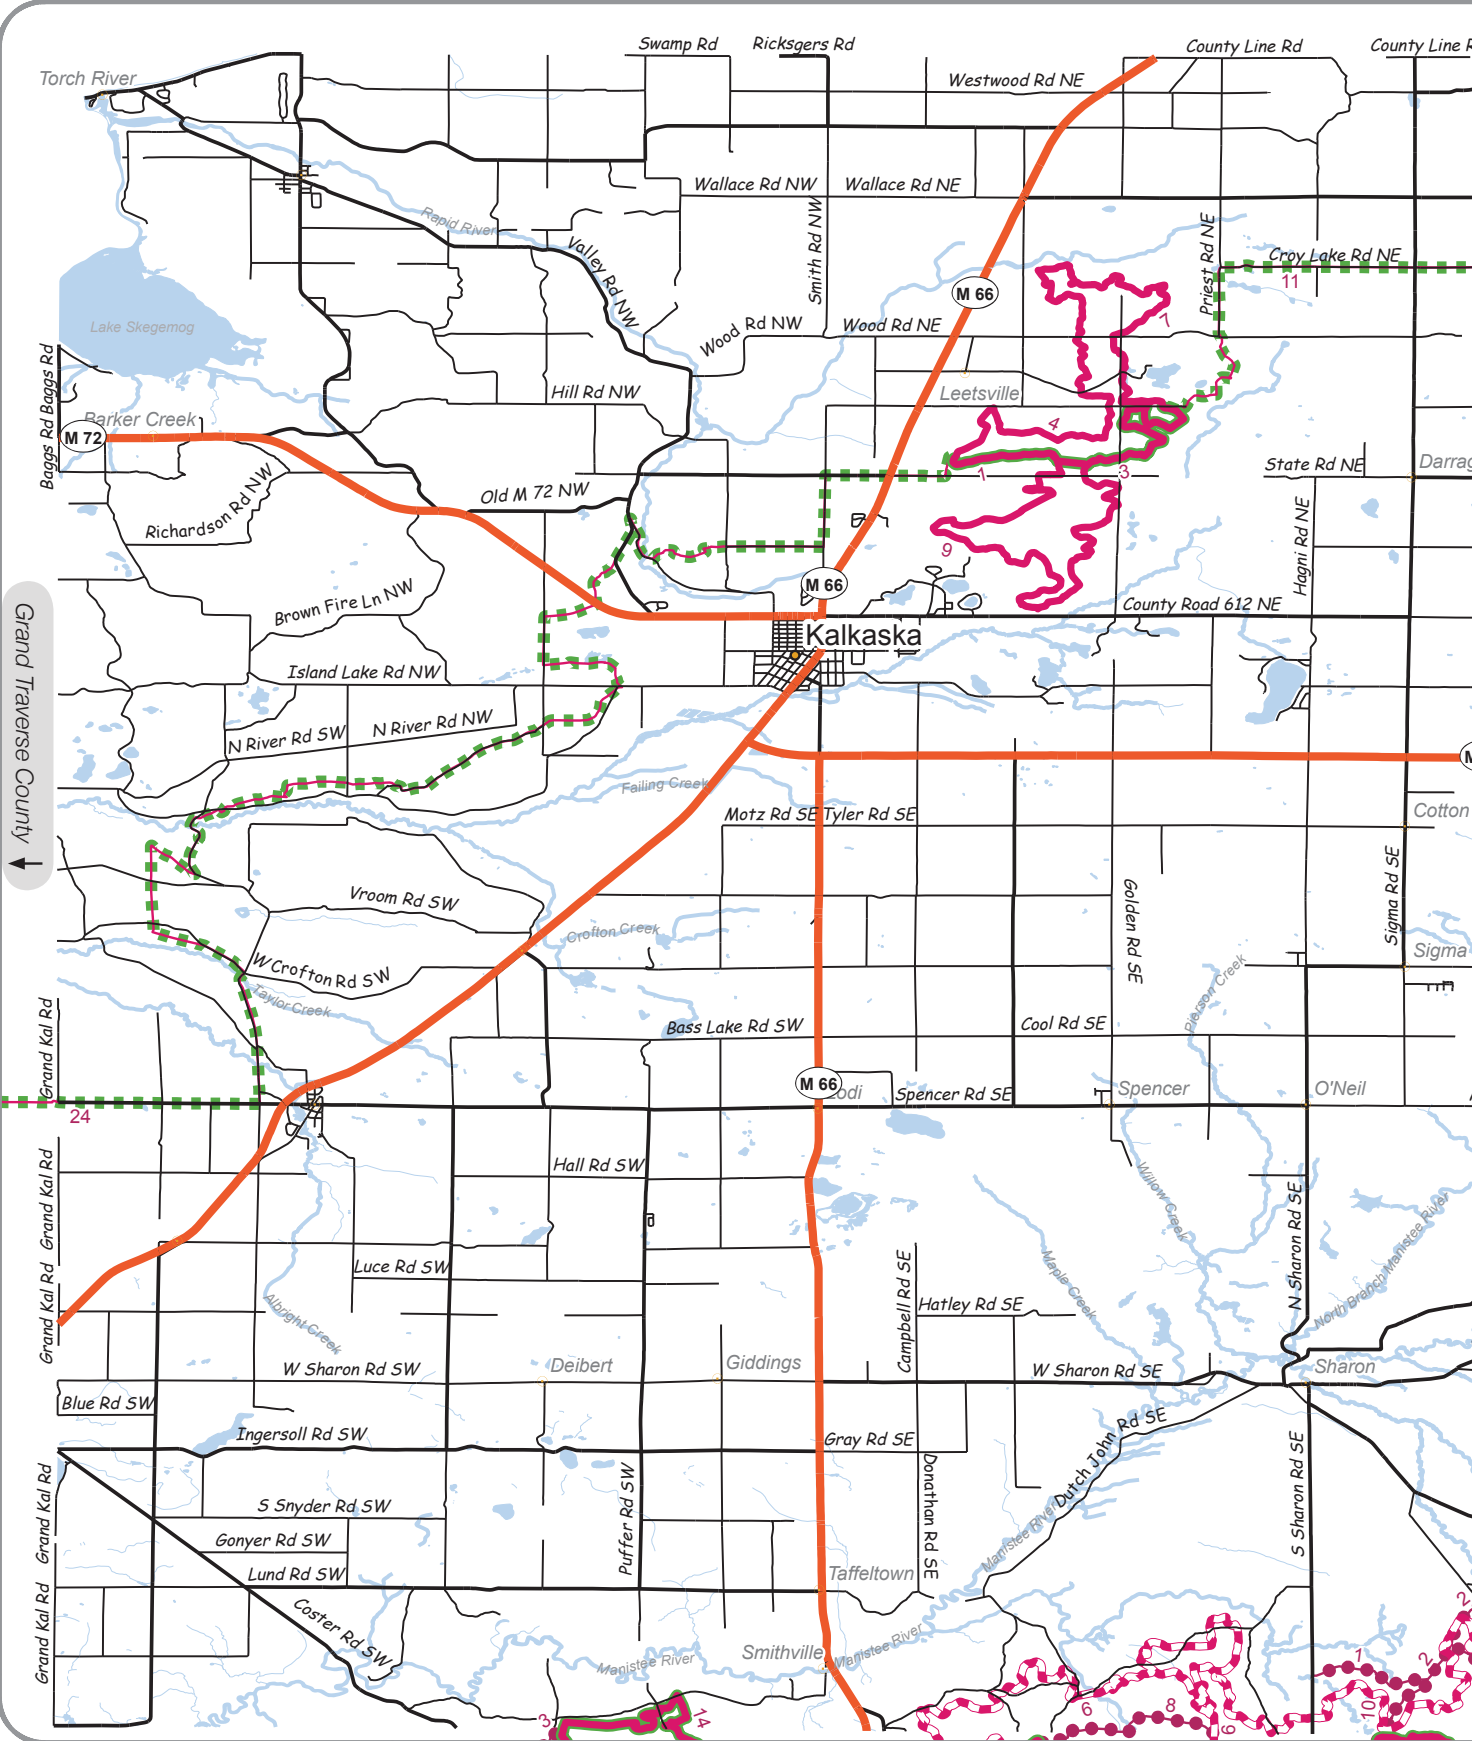 Swamp Rd
Ricksgers Rd
County Line Rd
County Line R
Torch River
Westwood Rd NE
Wallace Rd NW
Wallace Rd NE
Rapid River
Smith Rd NW
Priest Rd NE
Valley Rd NW
Croy Lake Rd NE
11
M 66
7
Lake Skegemog
Wood Rd NW
Wood Rd NE
Baggs Rd
Baggs Rd
Hill Rd NW
Leetsville
Barker Creek
M 72
4
1
3
State Rd NE
Darrag
Richardson Rd NW
Old M 72 NW
9
Hagni Rd NE
M 66
Brown Fire Ln NW
County Road 612 NE
Kalkaska
Grand Traverse County
Island Lake Rd NW
N River Rd SW
N River Rd NW
M
Failing Creek
Motz Rd SE
Tyler Rd SE
Cotton
Vroom Rd SW
Golden Rd SE
Sigma Rd SE
Crofton Creek
Sigma
W Crofton Rd SW
Taylor Creek
Pierson Creek
Grand Kal Rd
Bass Lake Rd SW
Cool Rd SE
M 66
odi
Spencer Rd SE
Spencer
O'Neil
24
Grand Kal Rd
Hall Rd SW
Willow Creek
N Sharon Rd SE
North Branch Manistee River
Grand Kal Rd
Luce Rd SW
Maple Creek
Campbell Rd SE
Hatley Rd SE
Albright Creek
W Sharon Rd SW
Deibert
Giddings
W Sharon Rd SE
Sharon
Blue Rd SW
Ingersoll Rd SW
Gray Rd SE
Dutch John Rd SE
Grand Kal Rd
Puffer Rd SW
Donathan Rd SE
S Sharon Rd SE
S Snyder Rd SW
Gonyer Rd SW
Manistee River
Lund Rd SW
Taffeltown
Grand Kal Rd
Coster Rd SW
Manistee River
Smithville
Manistee River
2
1
2
3
14
6
8
6
10